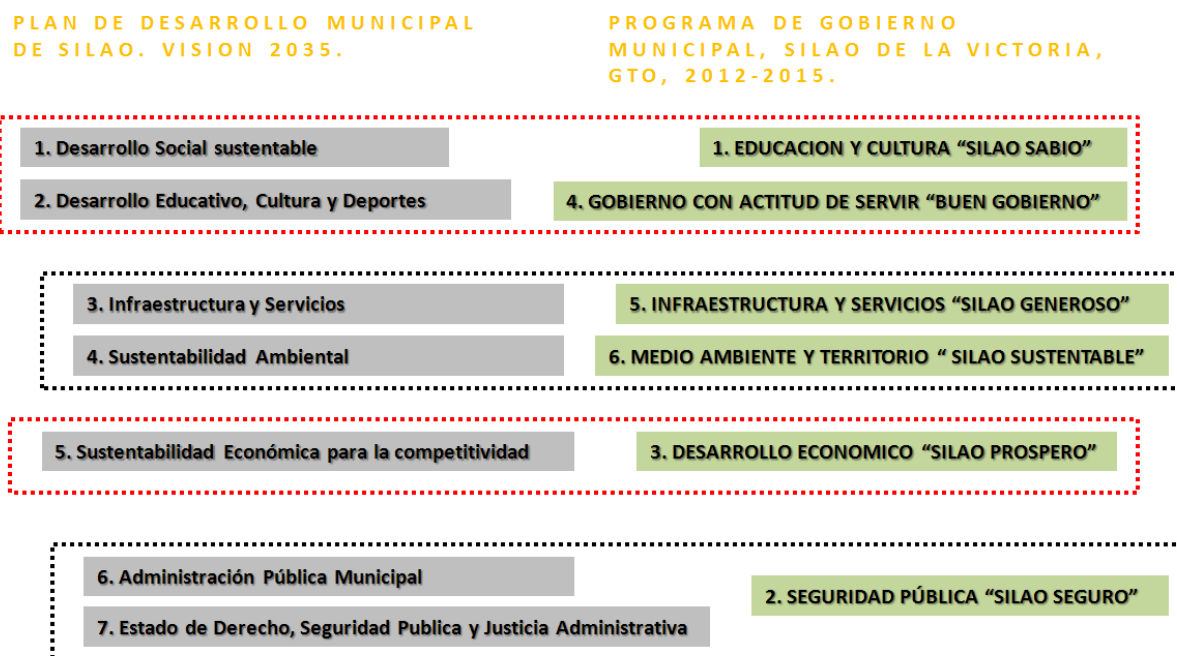 PLAN DE DESARROLLO MUNICIPAL
DE SILAO. VISION 2035.
PROGRAMA DE GOBIERNO
MUNICIPAL, SILAO DE LA VICTORIA,
GTO, 2012-2015.
1. Desarrollo Social sustentable
1. EDUCACION Y CULTURA “SILAO SABIO”
2. Desarrollo Educativo, Cultura y Deportes
4. GOBIERNO CON ACTITUD DE SERVIR “BUEN GOBIERNO”
3. Infraestructura y Servicios
5. INFRAESTRUCTURA Y SERVICIOS “SILAO GENEROSO”
4. Sustentabilidad Ambiental
6. MEDIO AMBIENTE Y TERRITORIO “ SILAO SUSTENTABLE”
5. Sustentabilidad Económica para la competitividad
3. DESARROLLO ECONOMICO “SILAO PROSPERO”
6. Administración Pública Municipal
2. SEGURIDAD PÚBLICA “SILAO SEGURO”
7. Estado de Derecho, Seguridad Publica y Justicia Administrativa